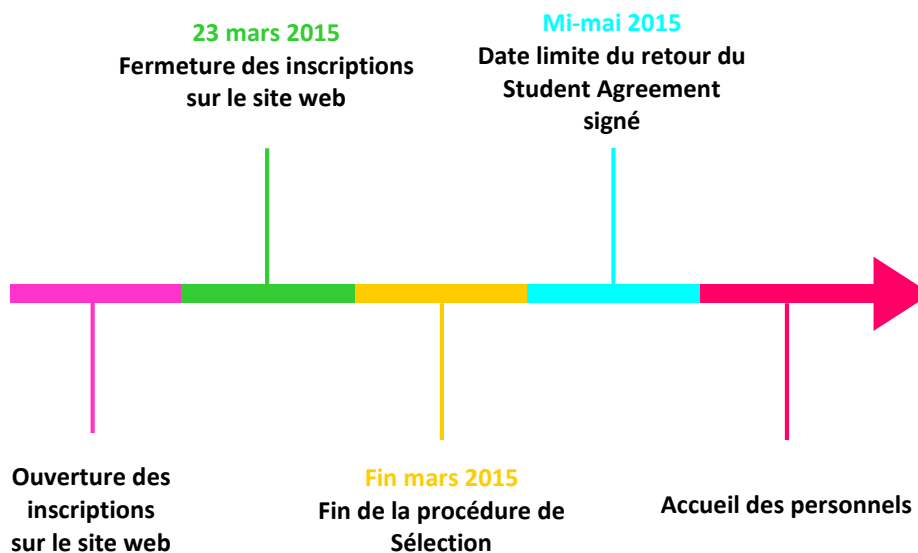 23 mars 2015
Fermeture des inscriptions
sur le site web
Mi-mai 2015
Date limite du retour du
Student Agreement
signé
Ouverture des
inscriptions
sur le site web
Fin mars 2015
Fin de la procédure de
Sélection
Accueil des personnels